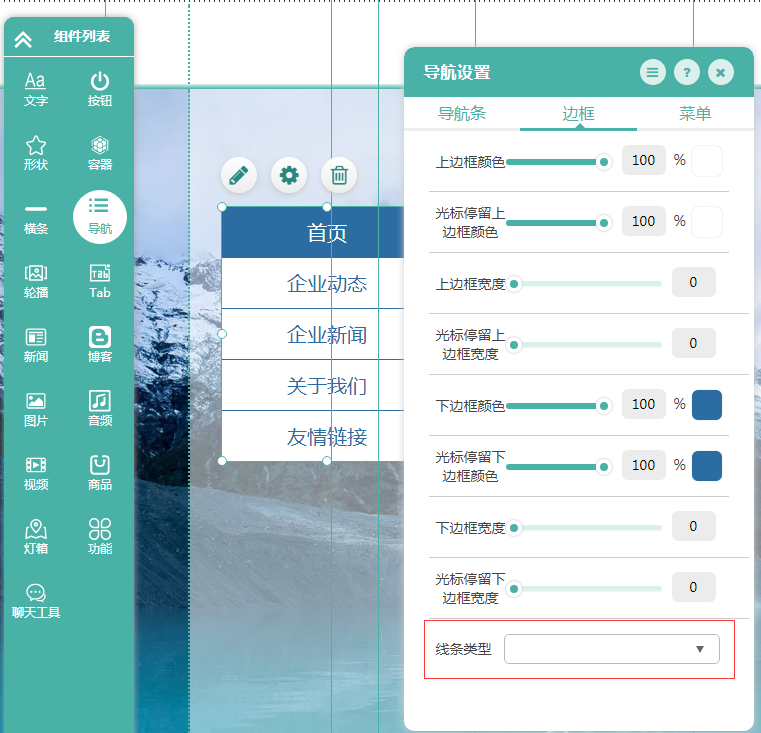 组件列表
Aa
文字
按钮
形状
容器
横条
导航
轮播
Tab
Tab
新闻
博客
图片
音频
视频
商品
灯箱
功能
聊天工具
首页
企业动态
企业新闻
关于我们
友情链接
导航设置
?
导航条
边框
菜单
上边框颜色
100
%
光标停留上
边框颜色
100
%
上边框宽度
0
光标停留上
边框宽度
0
下边框颜色
100
%
光标停留下
边框颜色
100
%
下边框宽度
0
光标停留下
边框宽度
0
线条类型